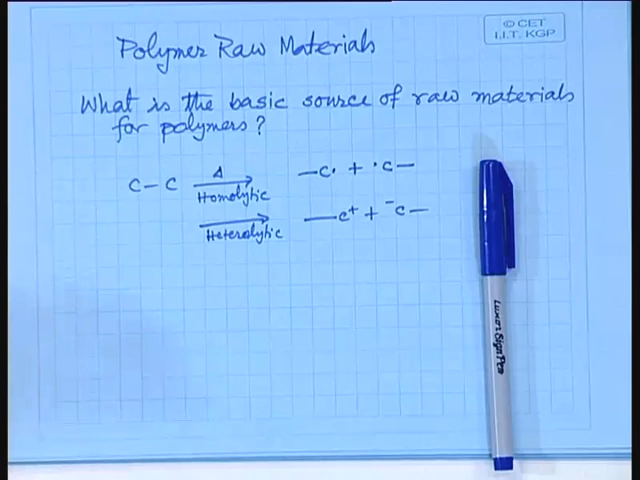 © CET
I.I.T. KGP
Polymer Raw Materials
What is the basic source of raw materials
for polymers?
C – C  Δ → Homolytic  –C· + ·C–
→ Heterolytic  –C⁺ + ⁻C–
Luxor Sign Pen